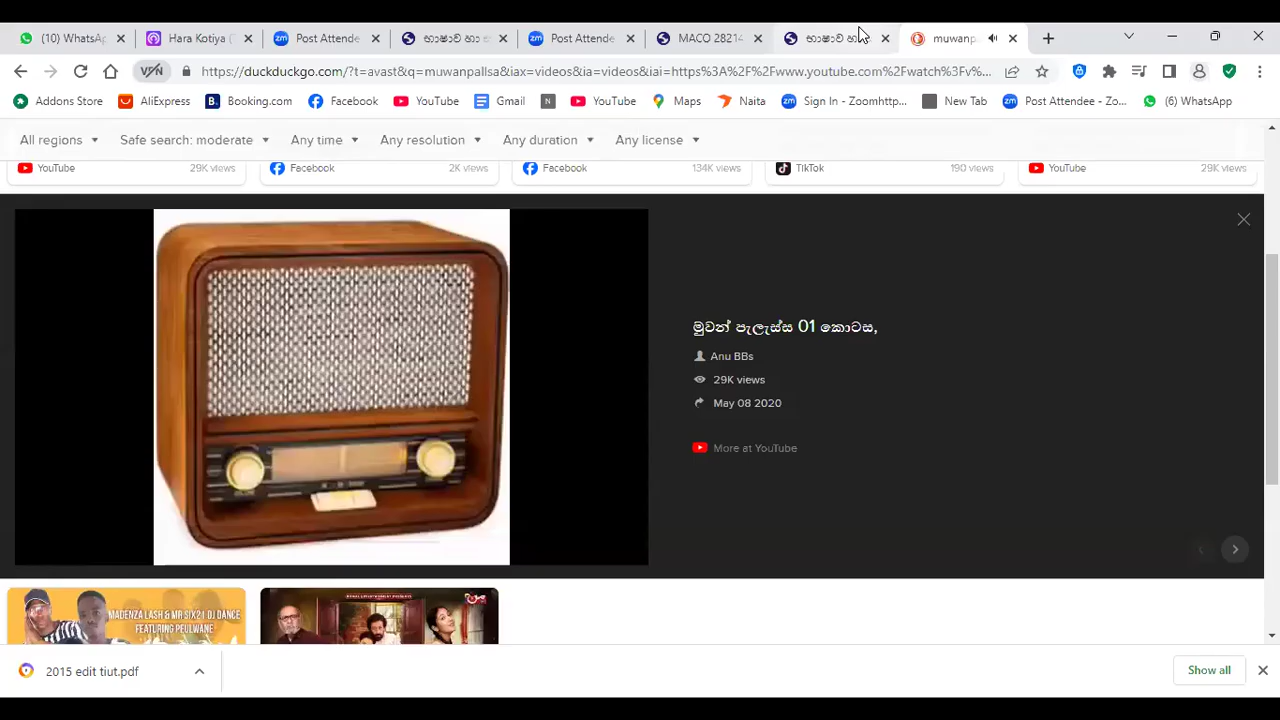 (10) WhatsA
Hara Kotiya (
Post Attende
භාෂාව හා
Post Attende
MACO 28214
භාෂාව හා
muwanp
VPN
https://duckduckgo.com/?t=avast&q=muwanpallsa&iax=videos&ia=videos&iai=https%3A%2F%2Fwww.youtube.com%2Fwatch%3Fv%...
Addons Store
AliExpress
Booking.com
Facebook
YouTube
Gmail
YouTube
Maps
Naita
Sign In - Zoomhttp...
New Tab
Post Attendee - Zo...
(6) WhatsApp
All regions
Safe search: moderate
Any time
Any resolution
Any duration
Any license
YouTube 29K views
Facebook 2K views
Facebook 134K views
TikTok 190 views
YouTube 29K views
මුවන් පැලැස්ස 01 කොටස,
Anu BBs
29K views
May 08 2020
More at YouTube
MADENZA LASH & MR SIX21 DJ DANCE
FEATURING PEULWANE
2015 edit tiut.pdf
Show all